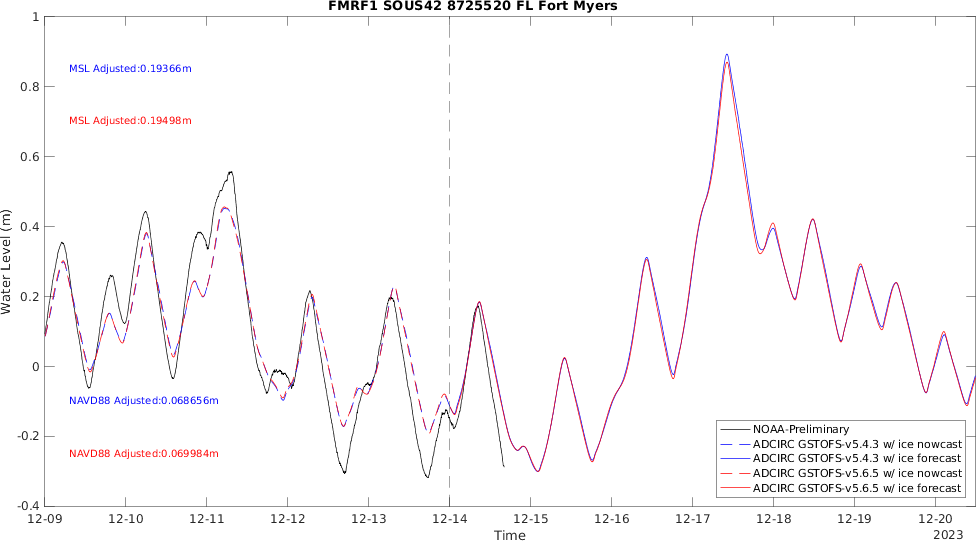 FMRF1 SOUS42 8725520 FL Fort Myers
1
0.8
0.6
0.4
0.2
0
-0.2
-0.4
Water Level (m)
MSL Adjusted:0.19366m
MSL Adjusted:0.19498m
NAVD88 Adjusted:0.068656m
NAVD88 Adjusted:0.069984m
NOAA-Preliminary
ADCIRC GSTOFS-v5.4.3 w/ ice nowcast
ADCIRC GSTOFS-v5.4.3 w/ ice forecast
ADCIRC GSTOFS-v5.6.5 w/ ice nowcast
ADCIRC GSTOFS-v5.6.5 w/ ice forecast
12-09 12-10 12-11 12-12 12-13 12-14 12-15 12-16 12-17 12-18 12-19 12-20
Time
2023